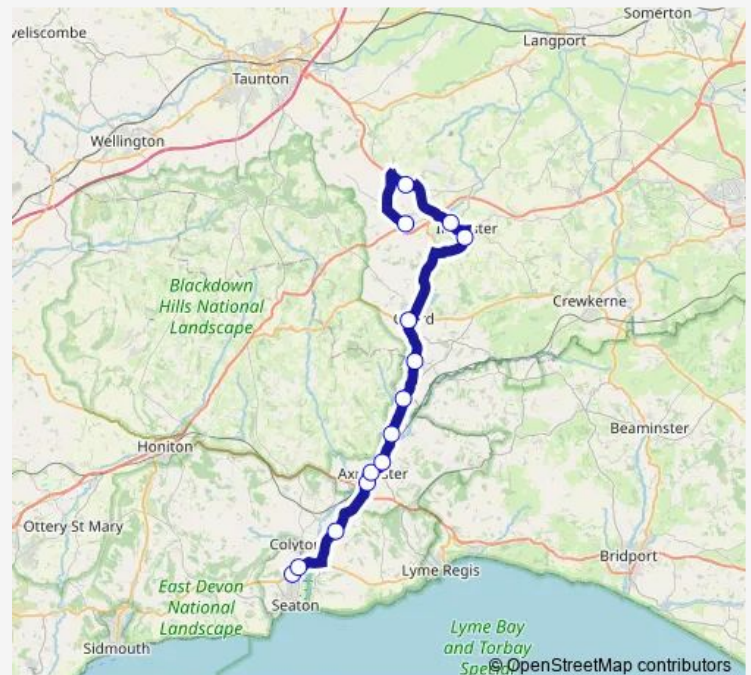 Somerton
Langport
Taunton
Wellington
Blackdown
Hills National
Landscape
Crewkerne
Beaminster
Honiton
Ottery St Mary
Bridport
Lyme Regis
East Devon
National
Landscape
Seaton
Sidmouth
Lyme Bay
and Torbay
© OpenStreetMap contributors